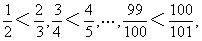 1/2 < 2/3, 3/4 < 4/5, ..., 99/100 < 100/101,